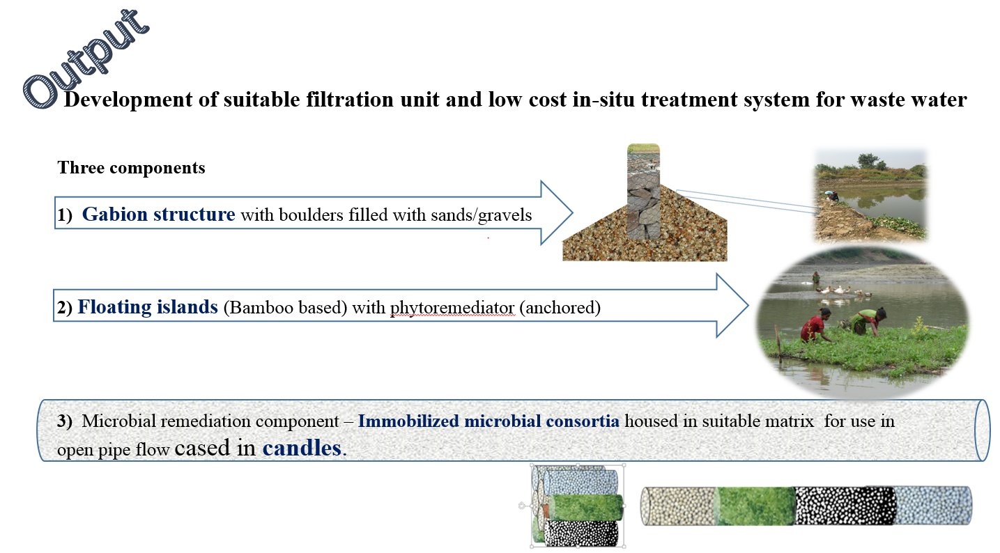 Output
Development of suitable filtration unit and low cost in-situ treatment system for waste water
Three components
1) Gabion structure with boulders filled with sands/gravels
2) Floating islands (Bamboo based) with phytoremediator (anchored)
3) Microbial remediation component – Immobilized microbial consortia housed in suitable matrix for use in
open pipe flow cased in candles.